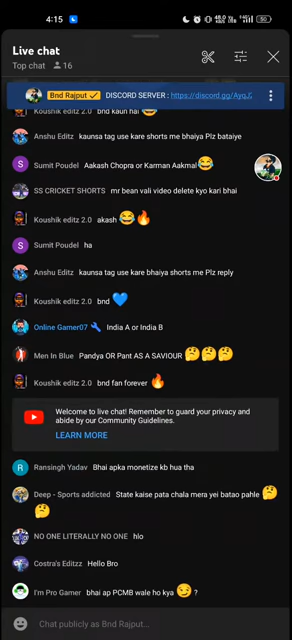 4:15
48.0
50
Live chat
Top chat 16
Bnd Rajput DISCORD SERVER : https://discord.gg/AyqJ
Koushik editz 2.0 bnd kaun hai 😂
Anshu Editz kaunsa tag use kare shorts me bhaiya Plz bataiye
S Sumit Poudel Aakash Chopra or Karman Aakmal😂
SS CRICKET SHORTS mr bean vali video delete kyo kari bhai
Koushik editz 2.0 akash 😂🔥
S Sumit Poudel ha
Anshu Editz kaunsa tag use kare bhaiya shorts me Plz reply
Koushik editz 2.0 bnd 💙
Online Gamer07 India A or India B
Men In Blue Pandya OR Pant AS A SAVIOUR 🤔🤔🤔
Koushik editz 2.0 bnd fan forever 🔥
Welcome to live chat! Remember to guard your privacy and
abide by our Community Guidelines.
LEARN MORE
R Ransingh Yadav Bhai apka monetize kb hua tha
Deep - Sports addicted State kaise pata chala mera yei batao pahle 🤔
🤔
NO ONE LITERALLY NO ONE hlo
Costra's Editzz Hello Bro
I'm Pro Gamer bhai ap PCMB wale ho kya 😏 ?
Chat publicly as Bnd Rajput...